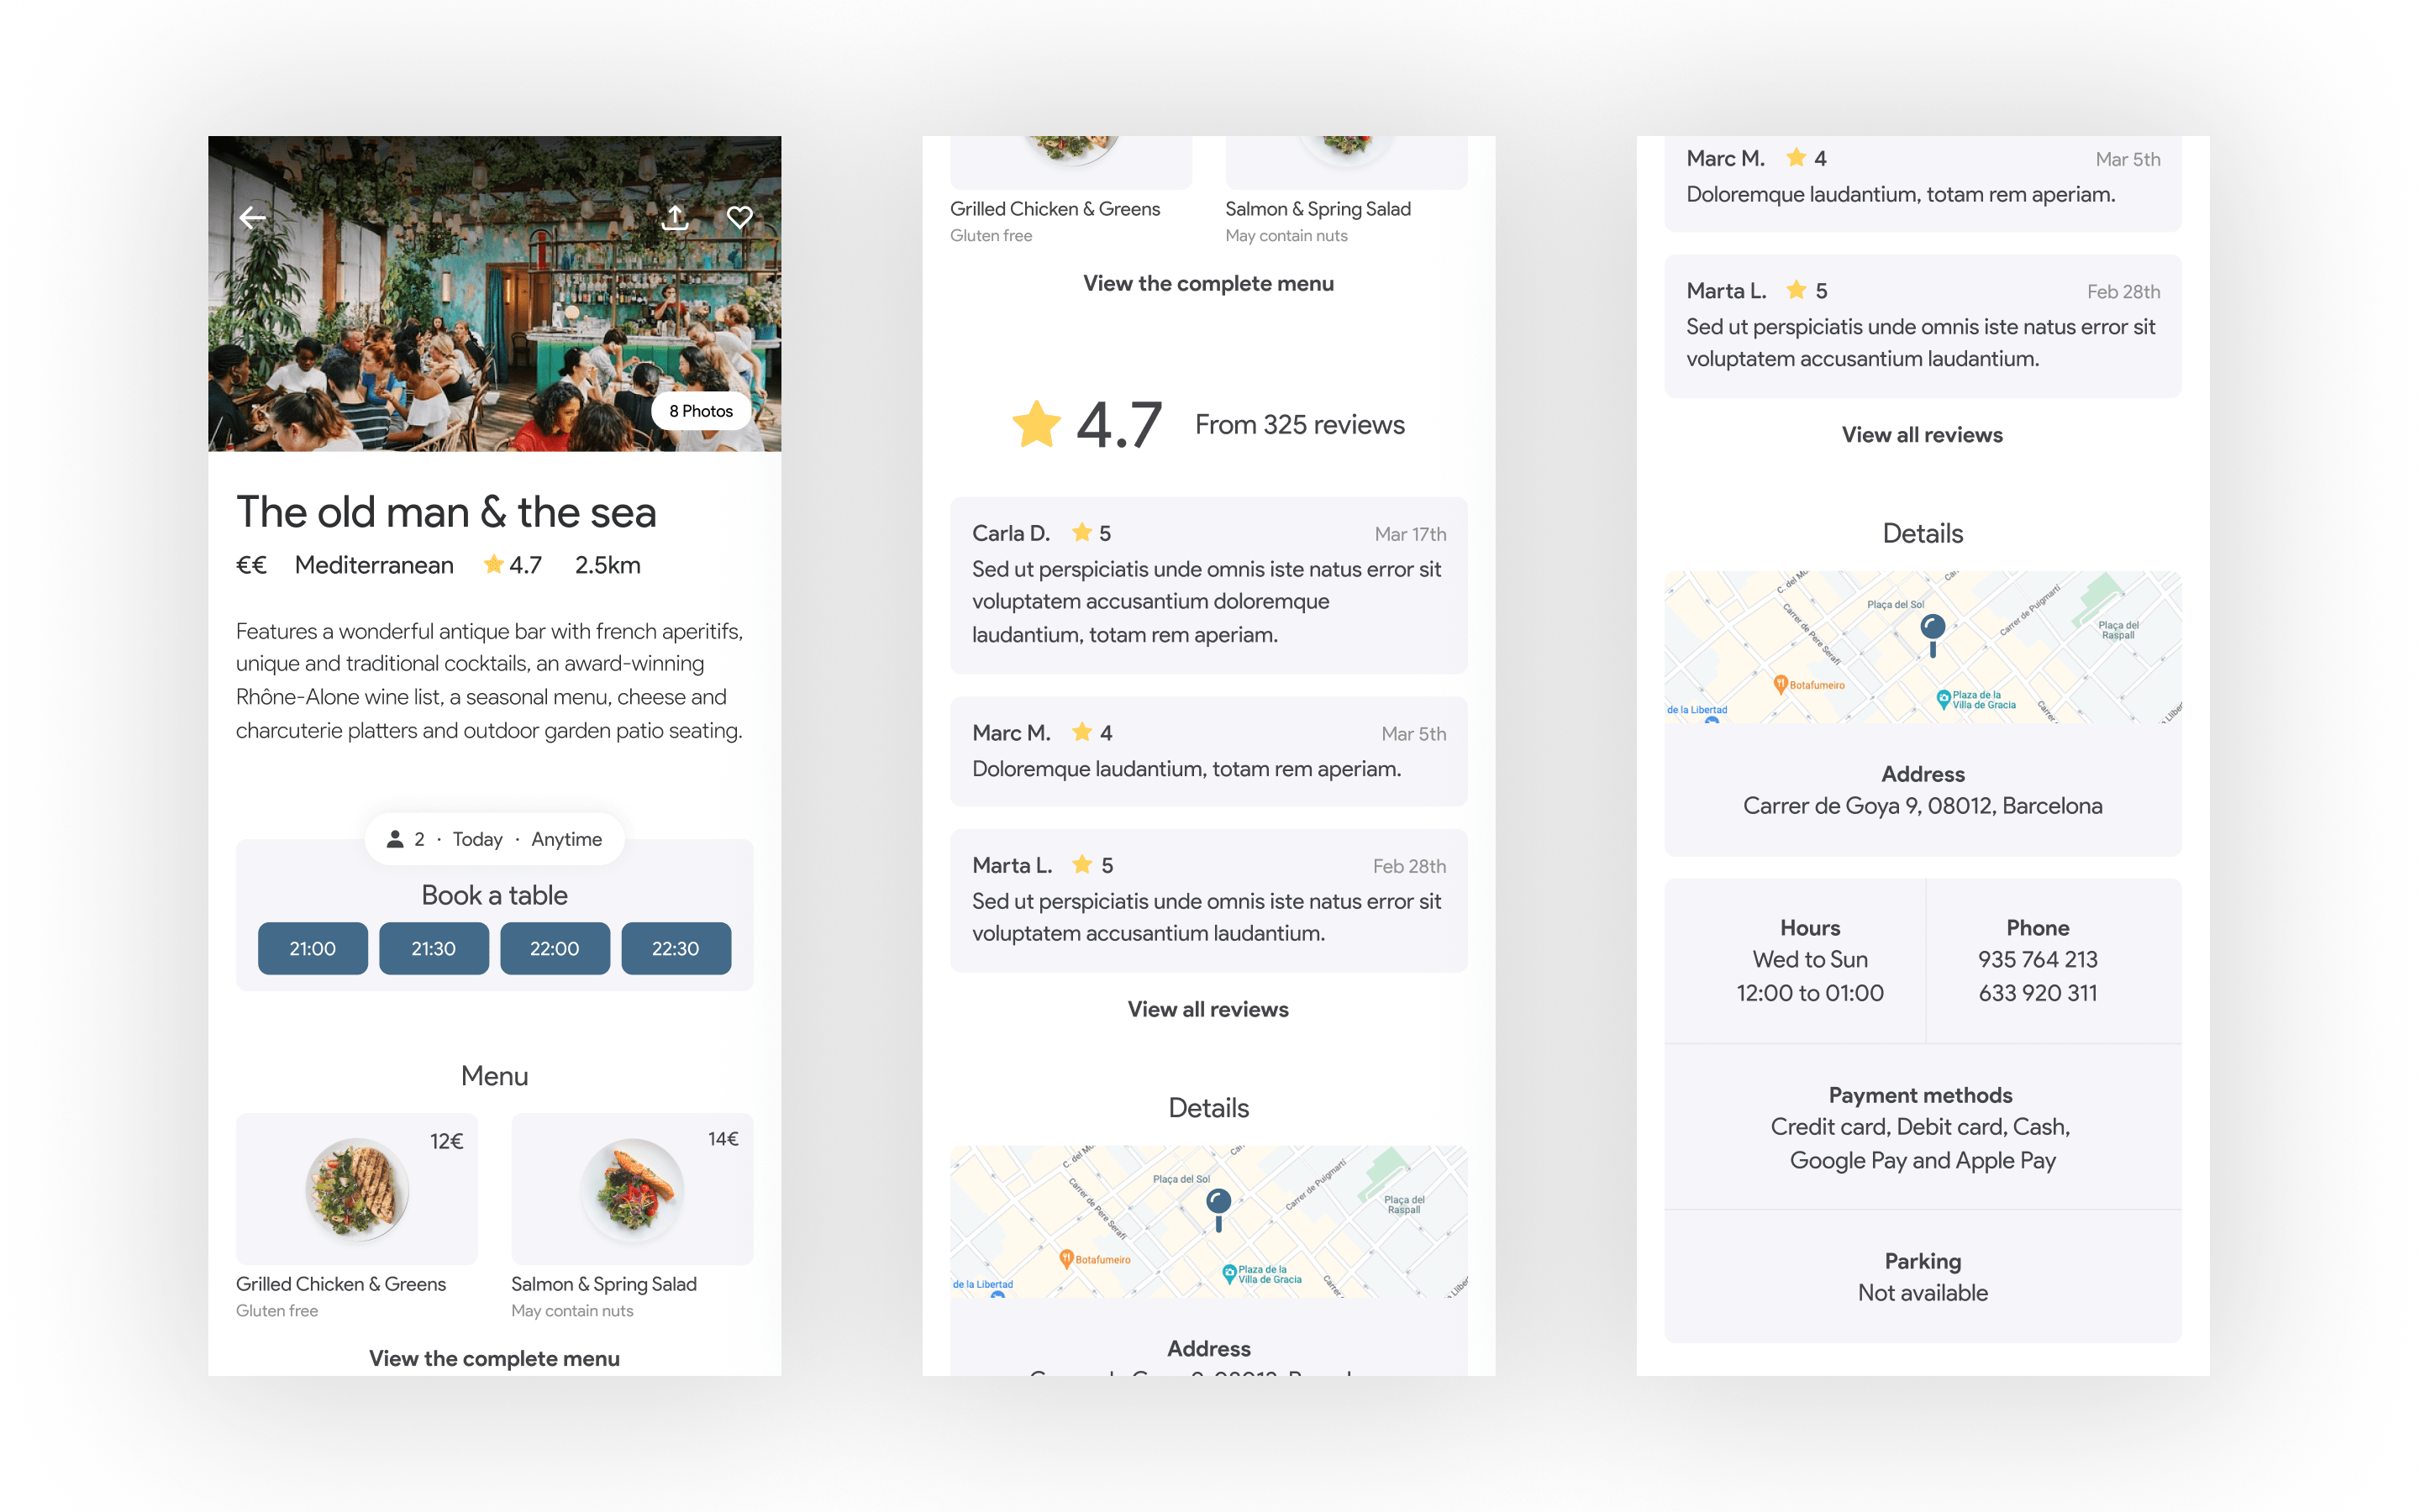 8 Photos
The old man & the sea
€€ Mediterranean 4.7 2.5km
Features a wonderful antique bar with french aperitifs,
unique and traditional cocktails, an award-winning
Rhône-Alone wine list, a seasonal menu, cheese and
charcuterie platters and outdoor garden patio seating.
2 · Today · Anytime
Book a table
21:00 21:30 22:00 22:30
Menu
12€ 14€
Grilled Chicken & Greens Salmon & Spring Salad
Gluten free May contain nuts
View the complete menu
Grilled Chicken & Greens Salmon & Spring Salad
Gluten free May contain nuts
View the complete menu
4.7 From 325 reviews
Carla D. 5 Mar 17th
Sed ut perspiciatis unde omnis iste natus error sit
voluptatem accusantium doloremque
laudantium, totam rem aperiam.
Marc M. 4 Mar 5th
Doloremque laudantium, totam rem aperiam.
Marta L. 5 Feb 28th
Sed ut perspiciatis unde omnis iste natus error sit
voluptatem accusantium laudantium.
View all reviews
Details
C. del Mo
Plaça del Sol
Carrer de Puigmartí
Plaça del
Raspall
Carrer de Pere Serafí
Botafumeiro
Plaza de la
Villa de Gracia
de la Libertad
Address
Marc M. 4 Mar 5th
Doloremque laudantium, totam rem aperiam.
Marta L. 5 Feb 28th
Sed ut perspiciatis unde omnis iste natus error sit
voluptatem accusantium laudantium.
View all reviews
Details
C. del Mo
Plaça del Sol
Carrer de Puigmartí
Plaça del
Raspall
Carrer de Pere Serafí
Botafumeiro
Plaza de la
Villa de Gracia
de la Libertad
Address
Carrer de Goya 9, 08012, Barcelona
Hours
Wed to Sun
12:00 to 01:00
Phone
935 764 213
633 920 311
Payment methods
Credit card, Debit card, Cash,
Google Pay and Apple Pay
Parking
Not available